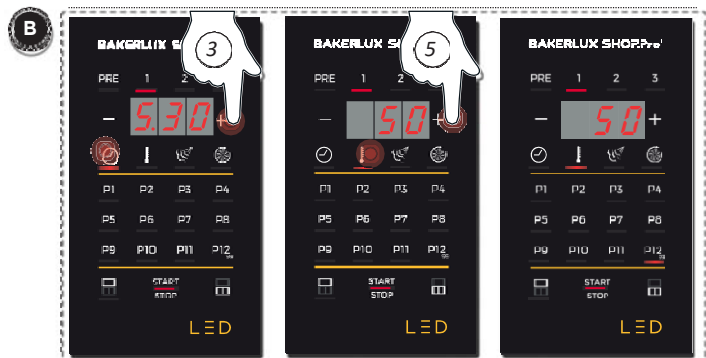 B
BAKERLUX S
3
PRE 1 2
- 5.30 +
P1 P2 P3 P4
P5 P6 P7 P8
P9 P10 P11 P12
START
STOP
LED
BAKERLUX S
5
PRE 1 2
- 50 +
P1 P2 P3 P4
P5 P6 P7 P8
P9 P10 P11 P12
START
STOP
LED
BAKERLUX SHOP.Pro
PRE 1 2 3
- 50 +
P1 P2 P3 P4
P5 P6 P7 P8
P9 P10 P11 P12
START
STOP
LED